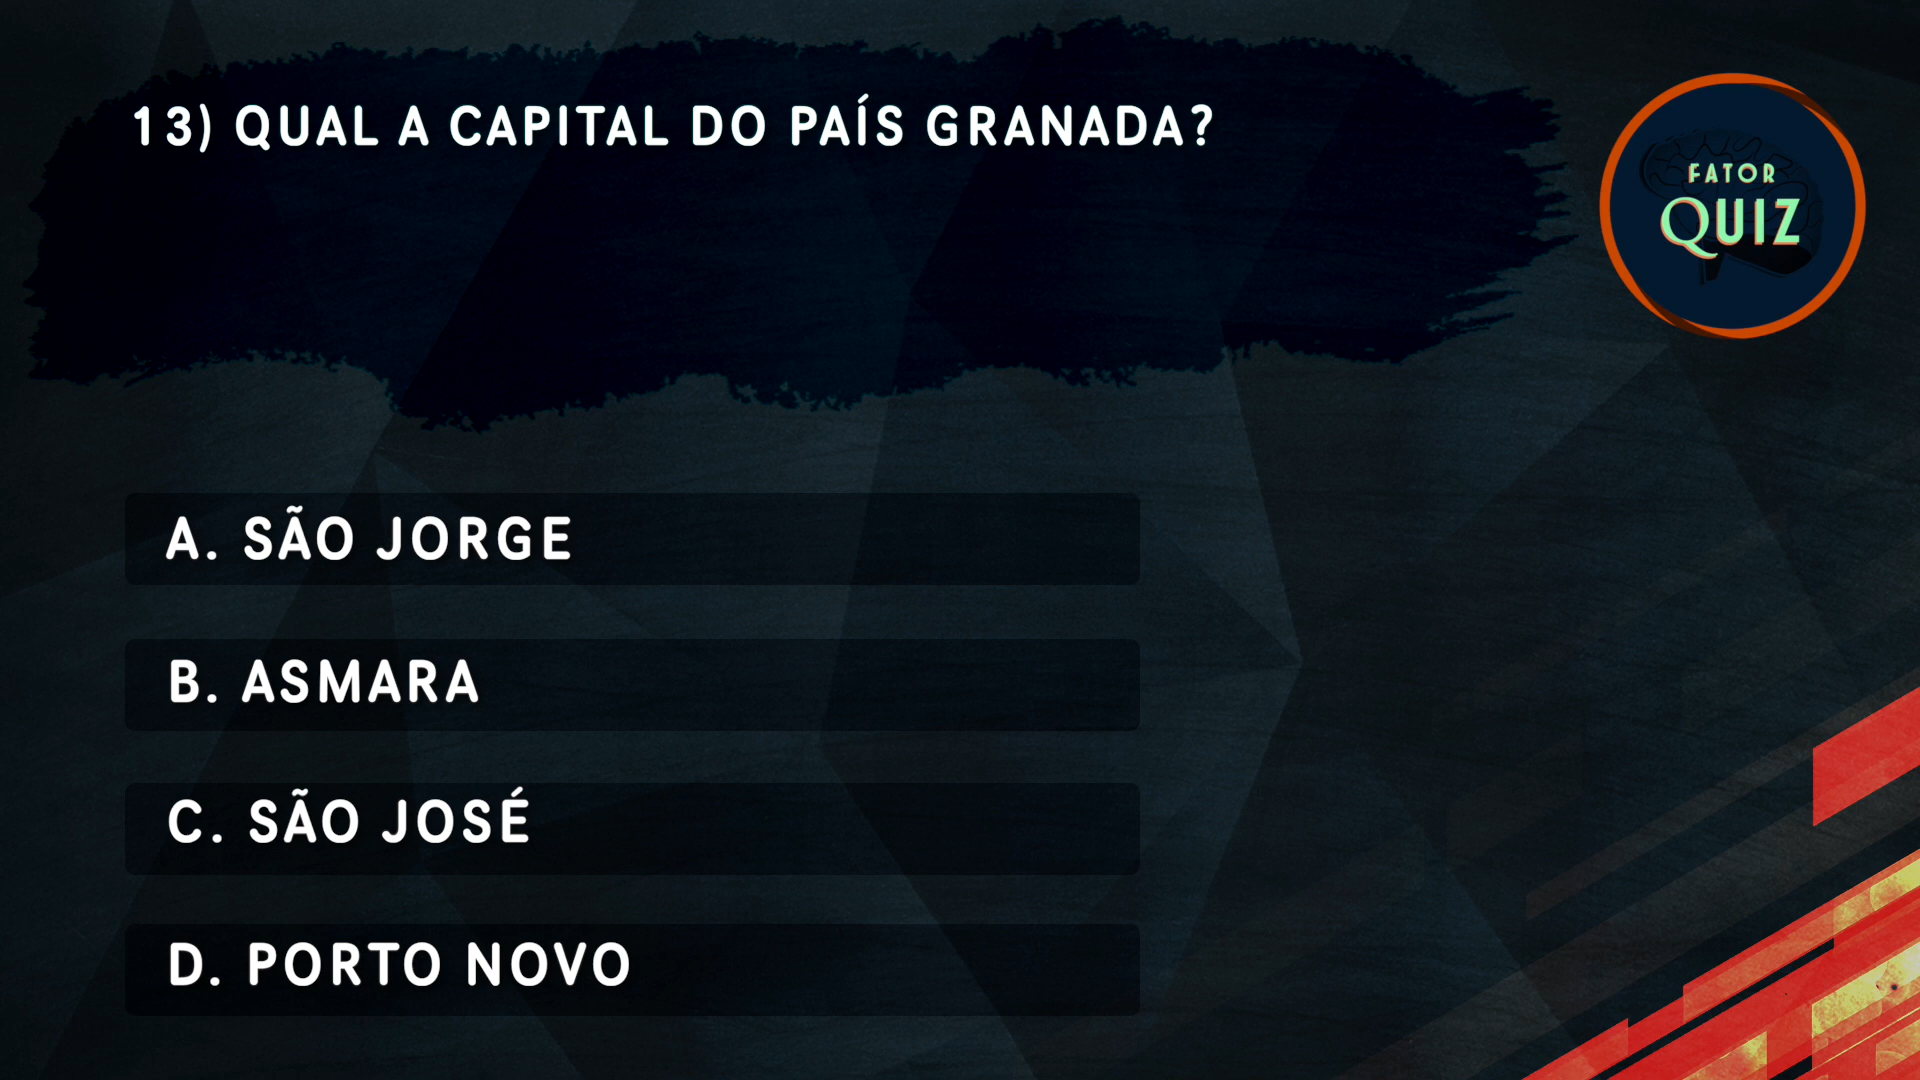 13) QUAL A CAPITAL DO PAÍS GRANADA?
FATOR
QUIZ
A. SÃO JORGE
B. ASMARA
C. SÃO JOSÉ
D. PORTO NOVO